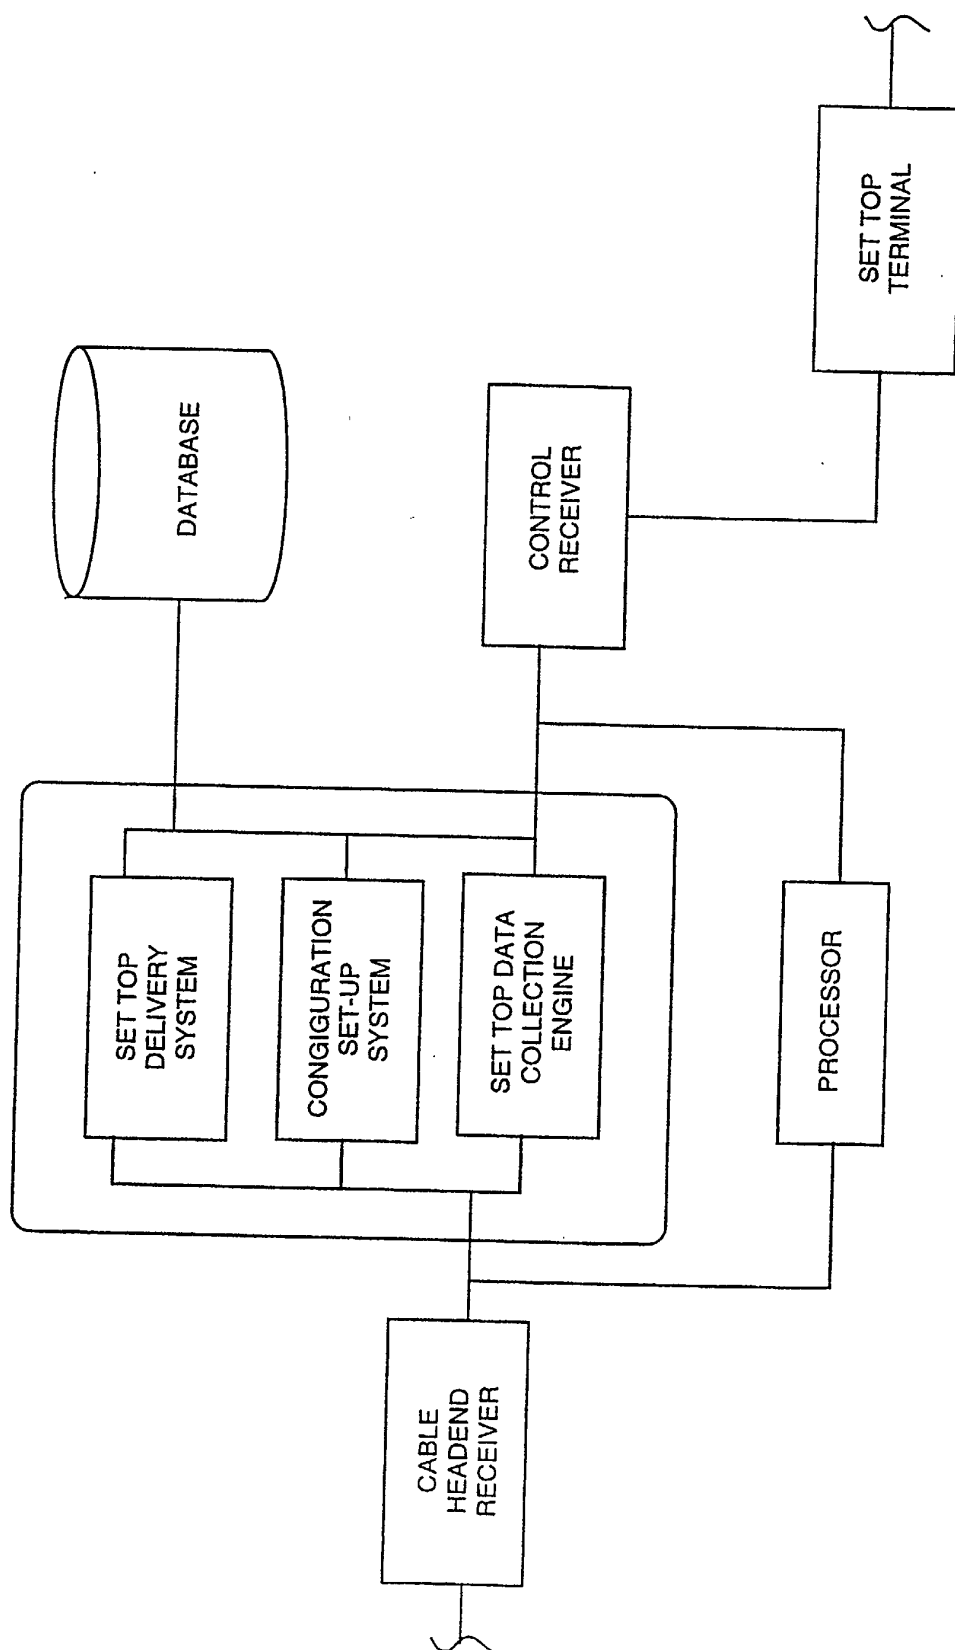 CABLE
HEADEND
RECEIVER
SET TOP
DELIVERY
SYSTEM
CONGIGURATION
SET-UP
SYSTEM
SET TOP DATA
COLLECTION
ENGINE
PROCESSOR
DATABASE
CONTROL
RECEIVER
SET TOP
TERMINAL